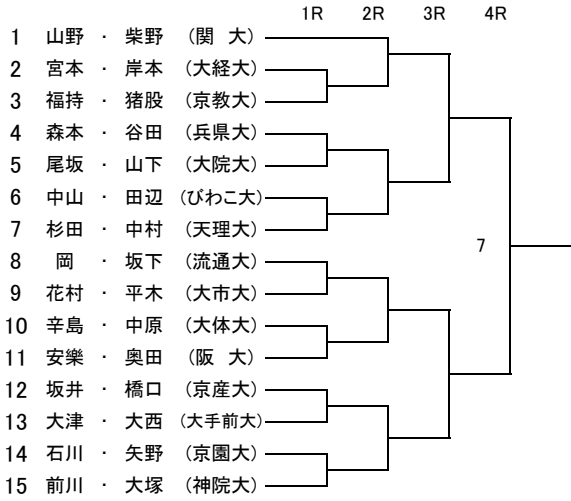 1R 2R 3R 4R
1 山野 ・ 柴野 (関 大)
2 宮本 ・ 岸本 (大経大)
3 福持 ・ 猪股 (京教大)
4 森本 ・ 谷田 (兵県大)
5 尾坂 ・ 山下 (大院大)
6 中山 ・ 田辺 (びわこ大)
7 杉田 ・ 中村 (天理大)
7
8 岡 ・ 坂下 (流通大)
9 花村 ・ 平木 (大市大)
10 辛島 ・ 中原 (大体大)
11 安樂 ・ 奥田 (阪 大)
12 坂井 ・ 橋口 (京産大)
13 大津 ・ 大西 (大手前大)
14 石川 ・ 矢野 (京園大)
15 前川 ・ 大塚 (神院大)